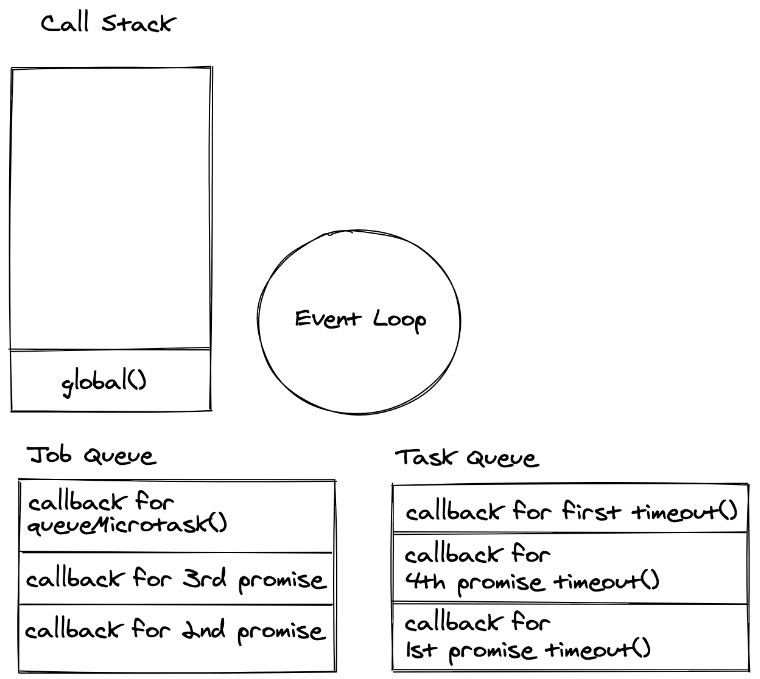 Call Stack
Event Loop
global()
Job Queue
callback for
queueMicrotask()
callback for 3rd promise
callback for 2nd promise
Task Queue
callback for first timeout()
callback for
4th promise timeout()
callback for
1st promise timeout()